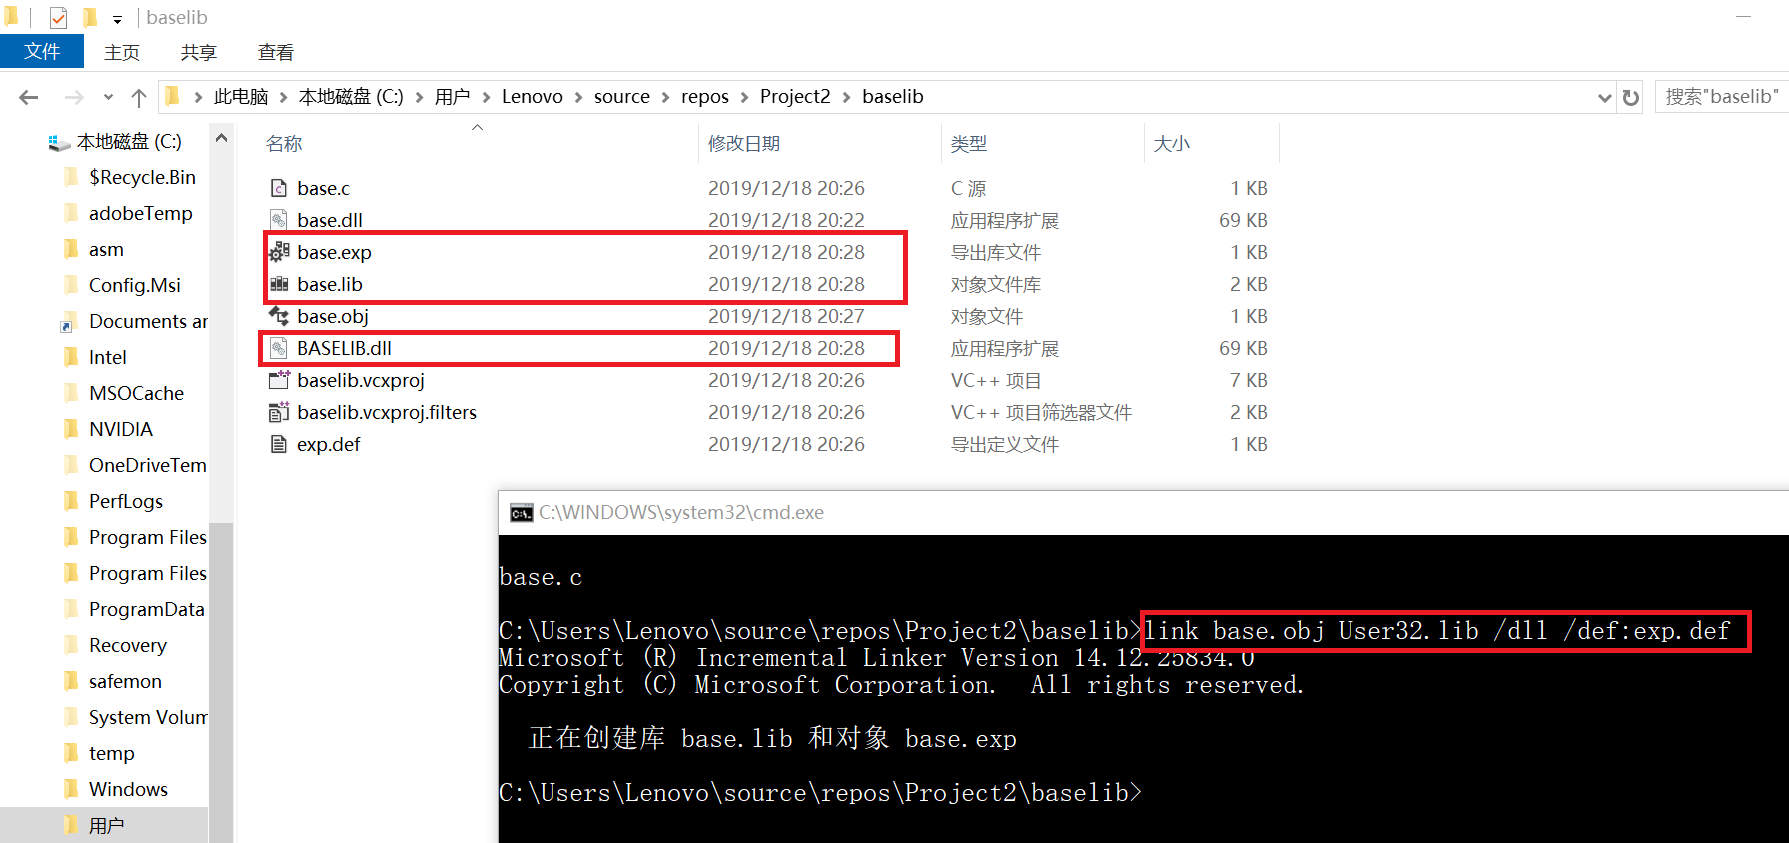 baselib
文件 主页 共享 查看
此电脑 本地磁盘 (C:) 用户 Lenovo source repos Project2 baselib 搜索"baselib"
本地磁盘 (C:)
$Recycle.Bin
adobeTemp
asm
Config.Msi
Documents ar
Intel
MSOCache
NVIDIA
OneDriveTem
PerfLogs
Program Files
Program Files
ProgramData
Recovery
safemon
System Volum
temp
Windows
用户
名称 修改日期 类型 大小
base.c 2019/12/18 20:26 C 源 1 KB
base.dll 2019/12/18 20:22 应用程序扩展 69 KB
base.exp 2019/12/18 20:28 导出库文件 1 KB
base.lib 2019/12/18 20:28 对象文件库 2 KB
base.obj 2019/12/18 20:27 对象文件 1 KB
BASELIB.dll 2019/12/18 20:28 应用程序扩展 69 KB
baselib.vcxproj 2019/12/18 20:26 VC++ 项目 7 KB
baselib.vcxproj.filters 2019/12/18 20:26 VC++ 项目筛选器文件 2 KB
exp.def 2019/12/18 20:26 导出定义文件 1 KB
C:\WINDOWS\system32\cmd.exe
base.c
C:\Users\Lenovo\source\repos\Project2\baselib>link base.obj User32.lib /dll /def:exp.def
Microsoft (R) Incremental Linker Version 14.12.25834.0
Copyright (C) Microsoft Corporation.  All rights reserved.
正在创建库 base.lib 和对象 base.exp
C:\Users\Lenovo\source\repos\Project2\baselib>